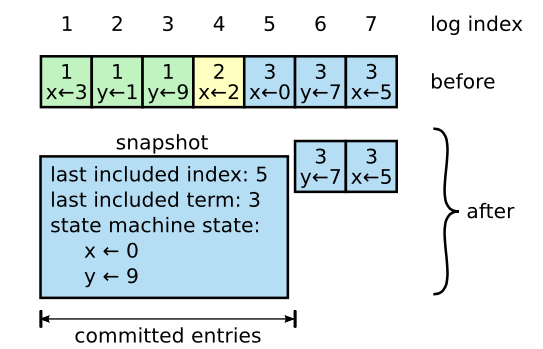 1 2 3 4 5 6 7 log index
1 1 1 2 3 3 3
x←3 y←1 y←9 x←2 x←0 y←7 x←5 before
snapshot
3 3
y←7 x←5
last included index: 5
last included term: 3
state machine state:
x ← 0
y ← 9
after
committed entries